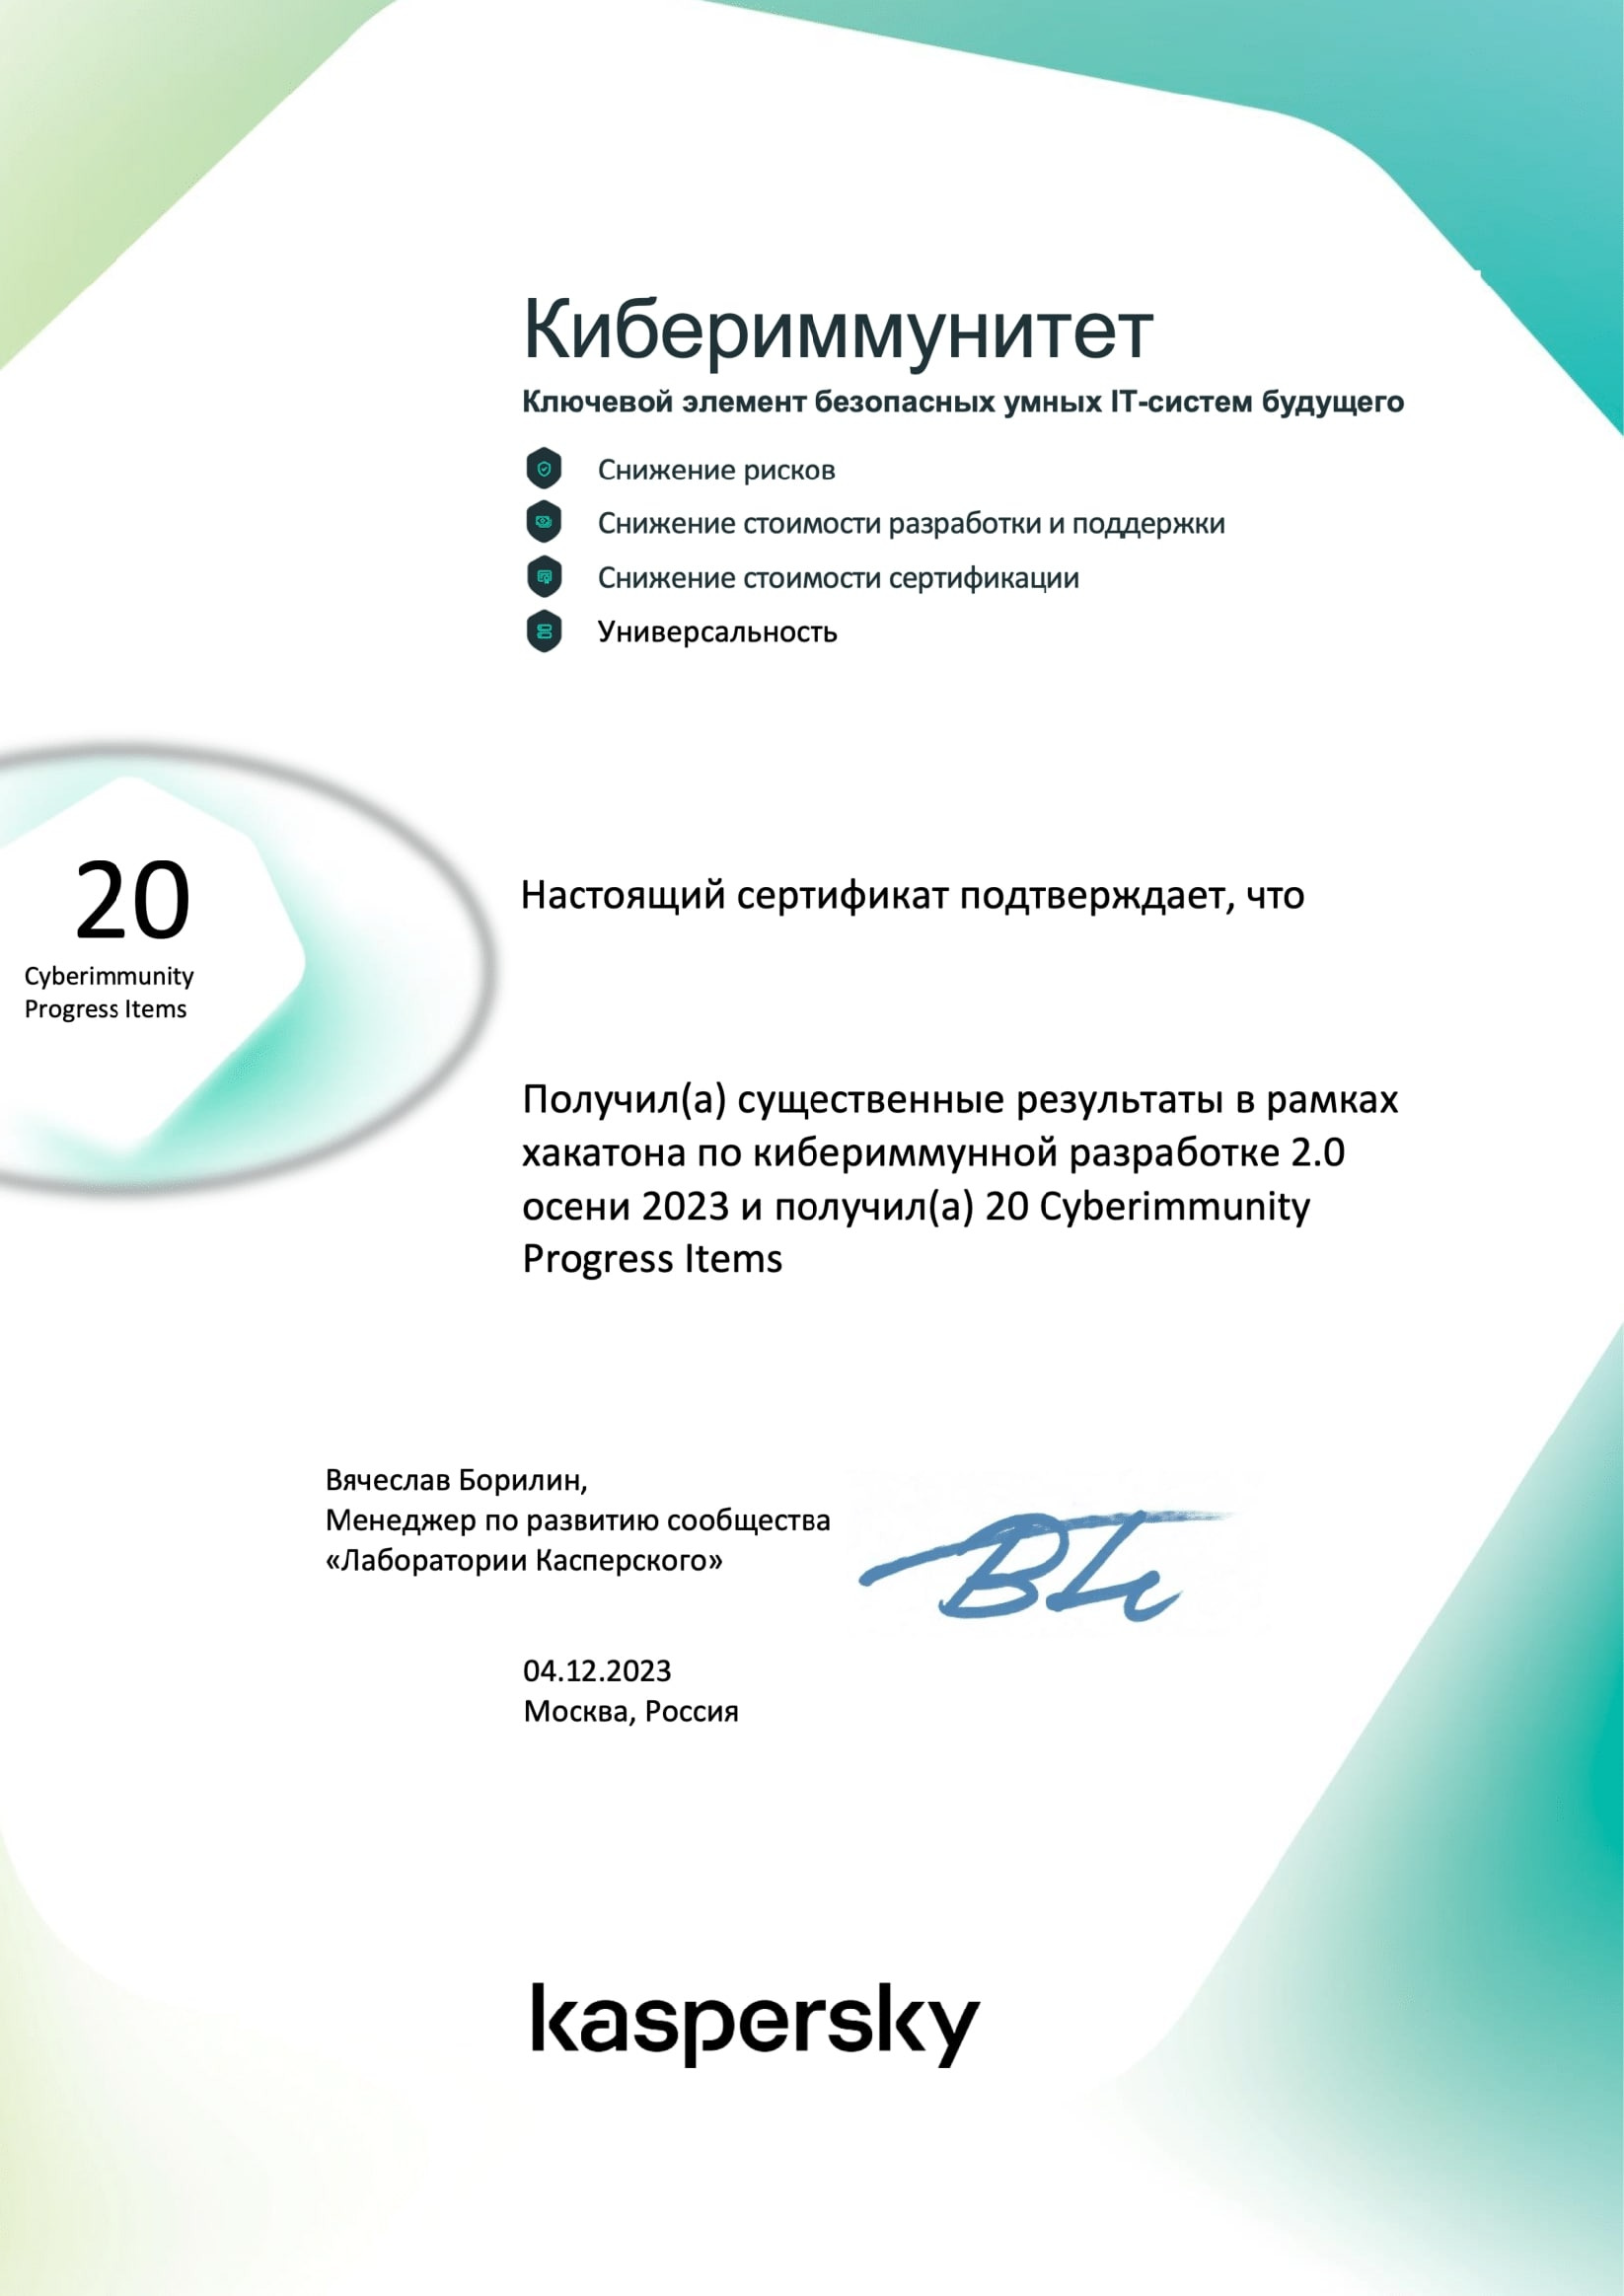 Кибериммунитет
Ключевой элемент безопасных умных IT-систем будущего
Снижение рисков
Снижение стоимости разработки и поддержки
Снижение стоимости сертификации
Универсальность
20
Cyberimmunity
Progress Items
Настоящий сертификат подтверждает, что
Получил(а) существенные результаты в рамках
хакатона по кибериммунной разработке 2.0
осени 2023 и получил(а) 20 Cyberimmunity
Progress Items
Вячеслав Борилин,
Менеджер по развитию сообщества
«Лаборатории Касперского»
04.12.2023
Москва, Россия
kaspersky